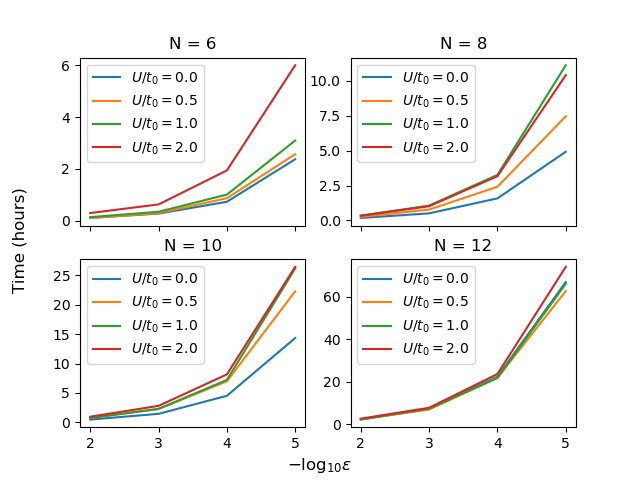 N = 6
6
4
2
0
U/t₀ = 0.0
U/t₀ = 0.5
U/t₀ = 1.0
U/t₀ = 2.0
N = 8
10.0
7.5
5.0
2.5
0.0
U/t₀ = 0.0
U/t₀ = 0.5
U/t₀ = 1.0
U/t₀ = 2.0
Time (hours)
N = 10
25
20
15
10
5
0
U/t₀ = 0.0
U/t₀ = 0.5
U/t₀ = 1.0
U/t₀ = 2.0
2 3 4 5
N = 12
60
40
20
0
U/t₀ = 0.0
U/t₀ = 0.5
U/t₀ = 1.0
U/t₀ = 2.0
2 3 4 5
−log₁₀ε